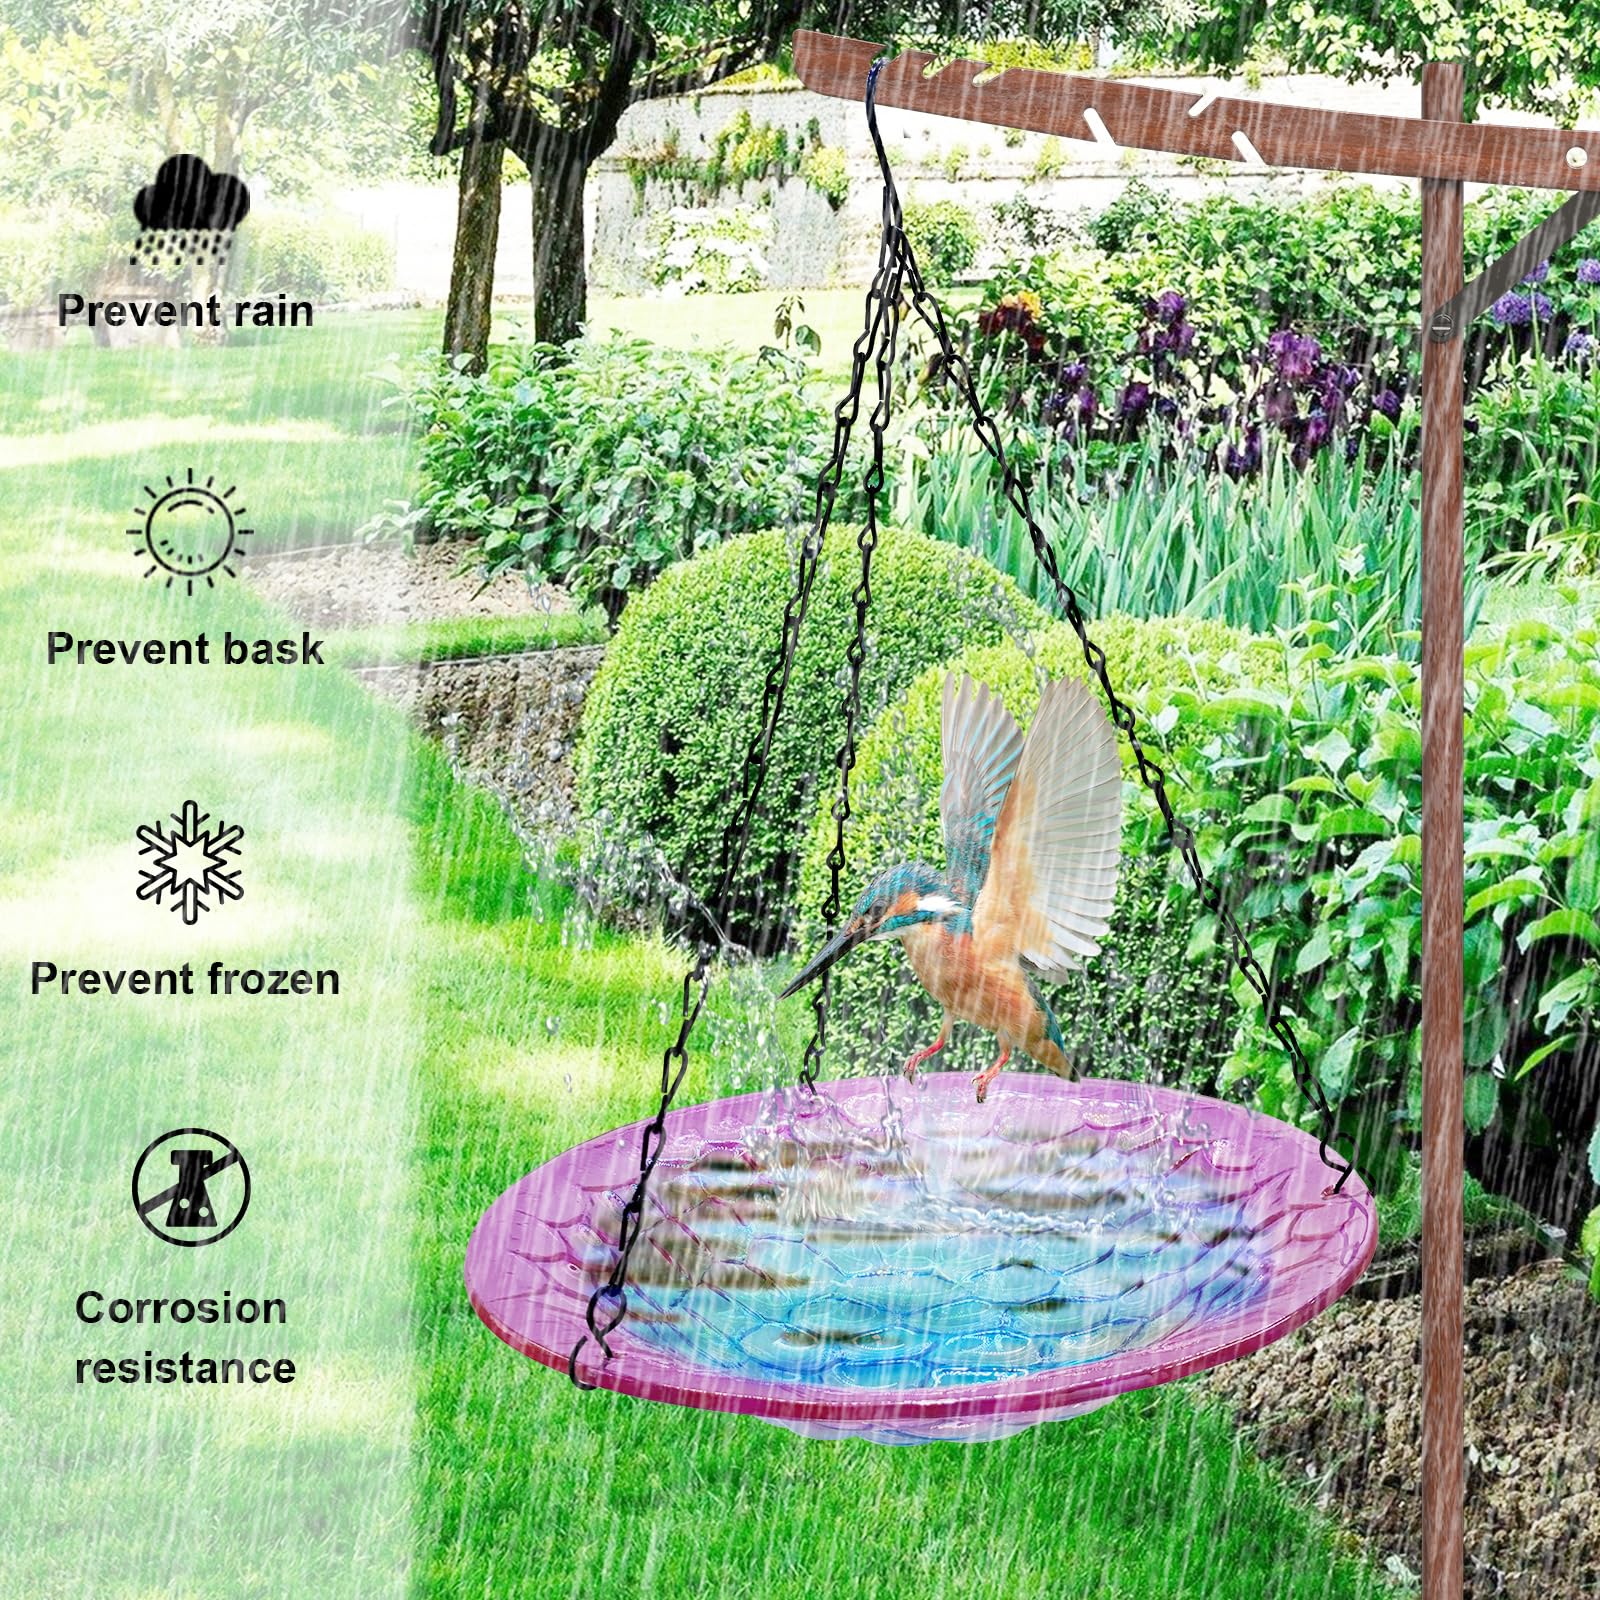 Prevent rain
Prevent bask
Prevent frozen
Corrosion
resistance